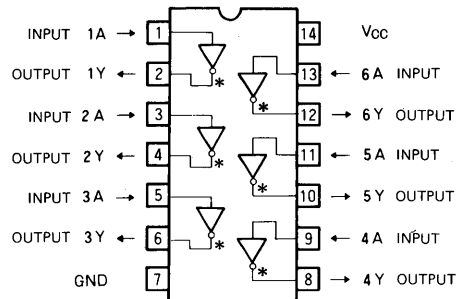 INPUT 1A → 1 14 VCC
OUTPUT 1Y ← 2 * 13 ← 6A INPUT
INPUT 2A → 3 * 12 → 6Y OUTPUT
OUTPUT 2Y ← 4 * 11 ← 5A INPUT
INPUT 3A → 5 * 10 → 5Y OUTPUT
OUTPUT 3Y ← 6 * 9 ← 4A INPUT
GND 7 * 8 → 4Y OUTPUT